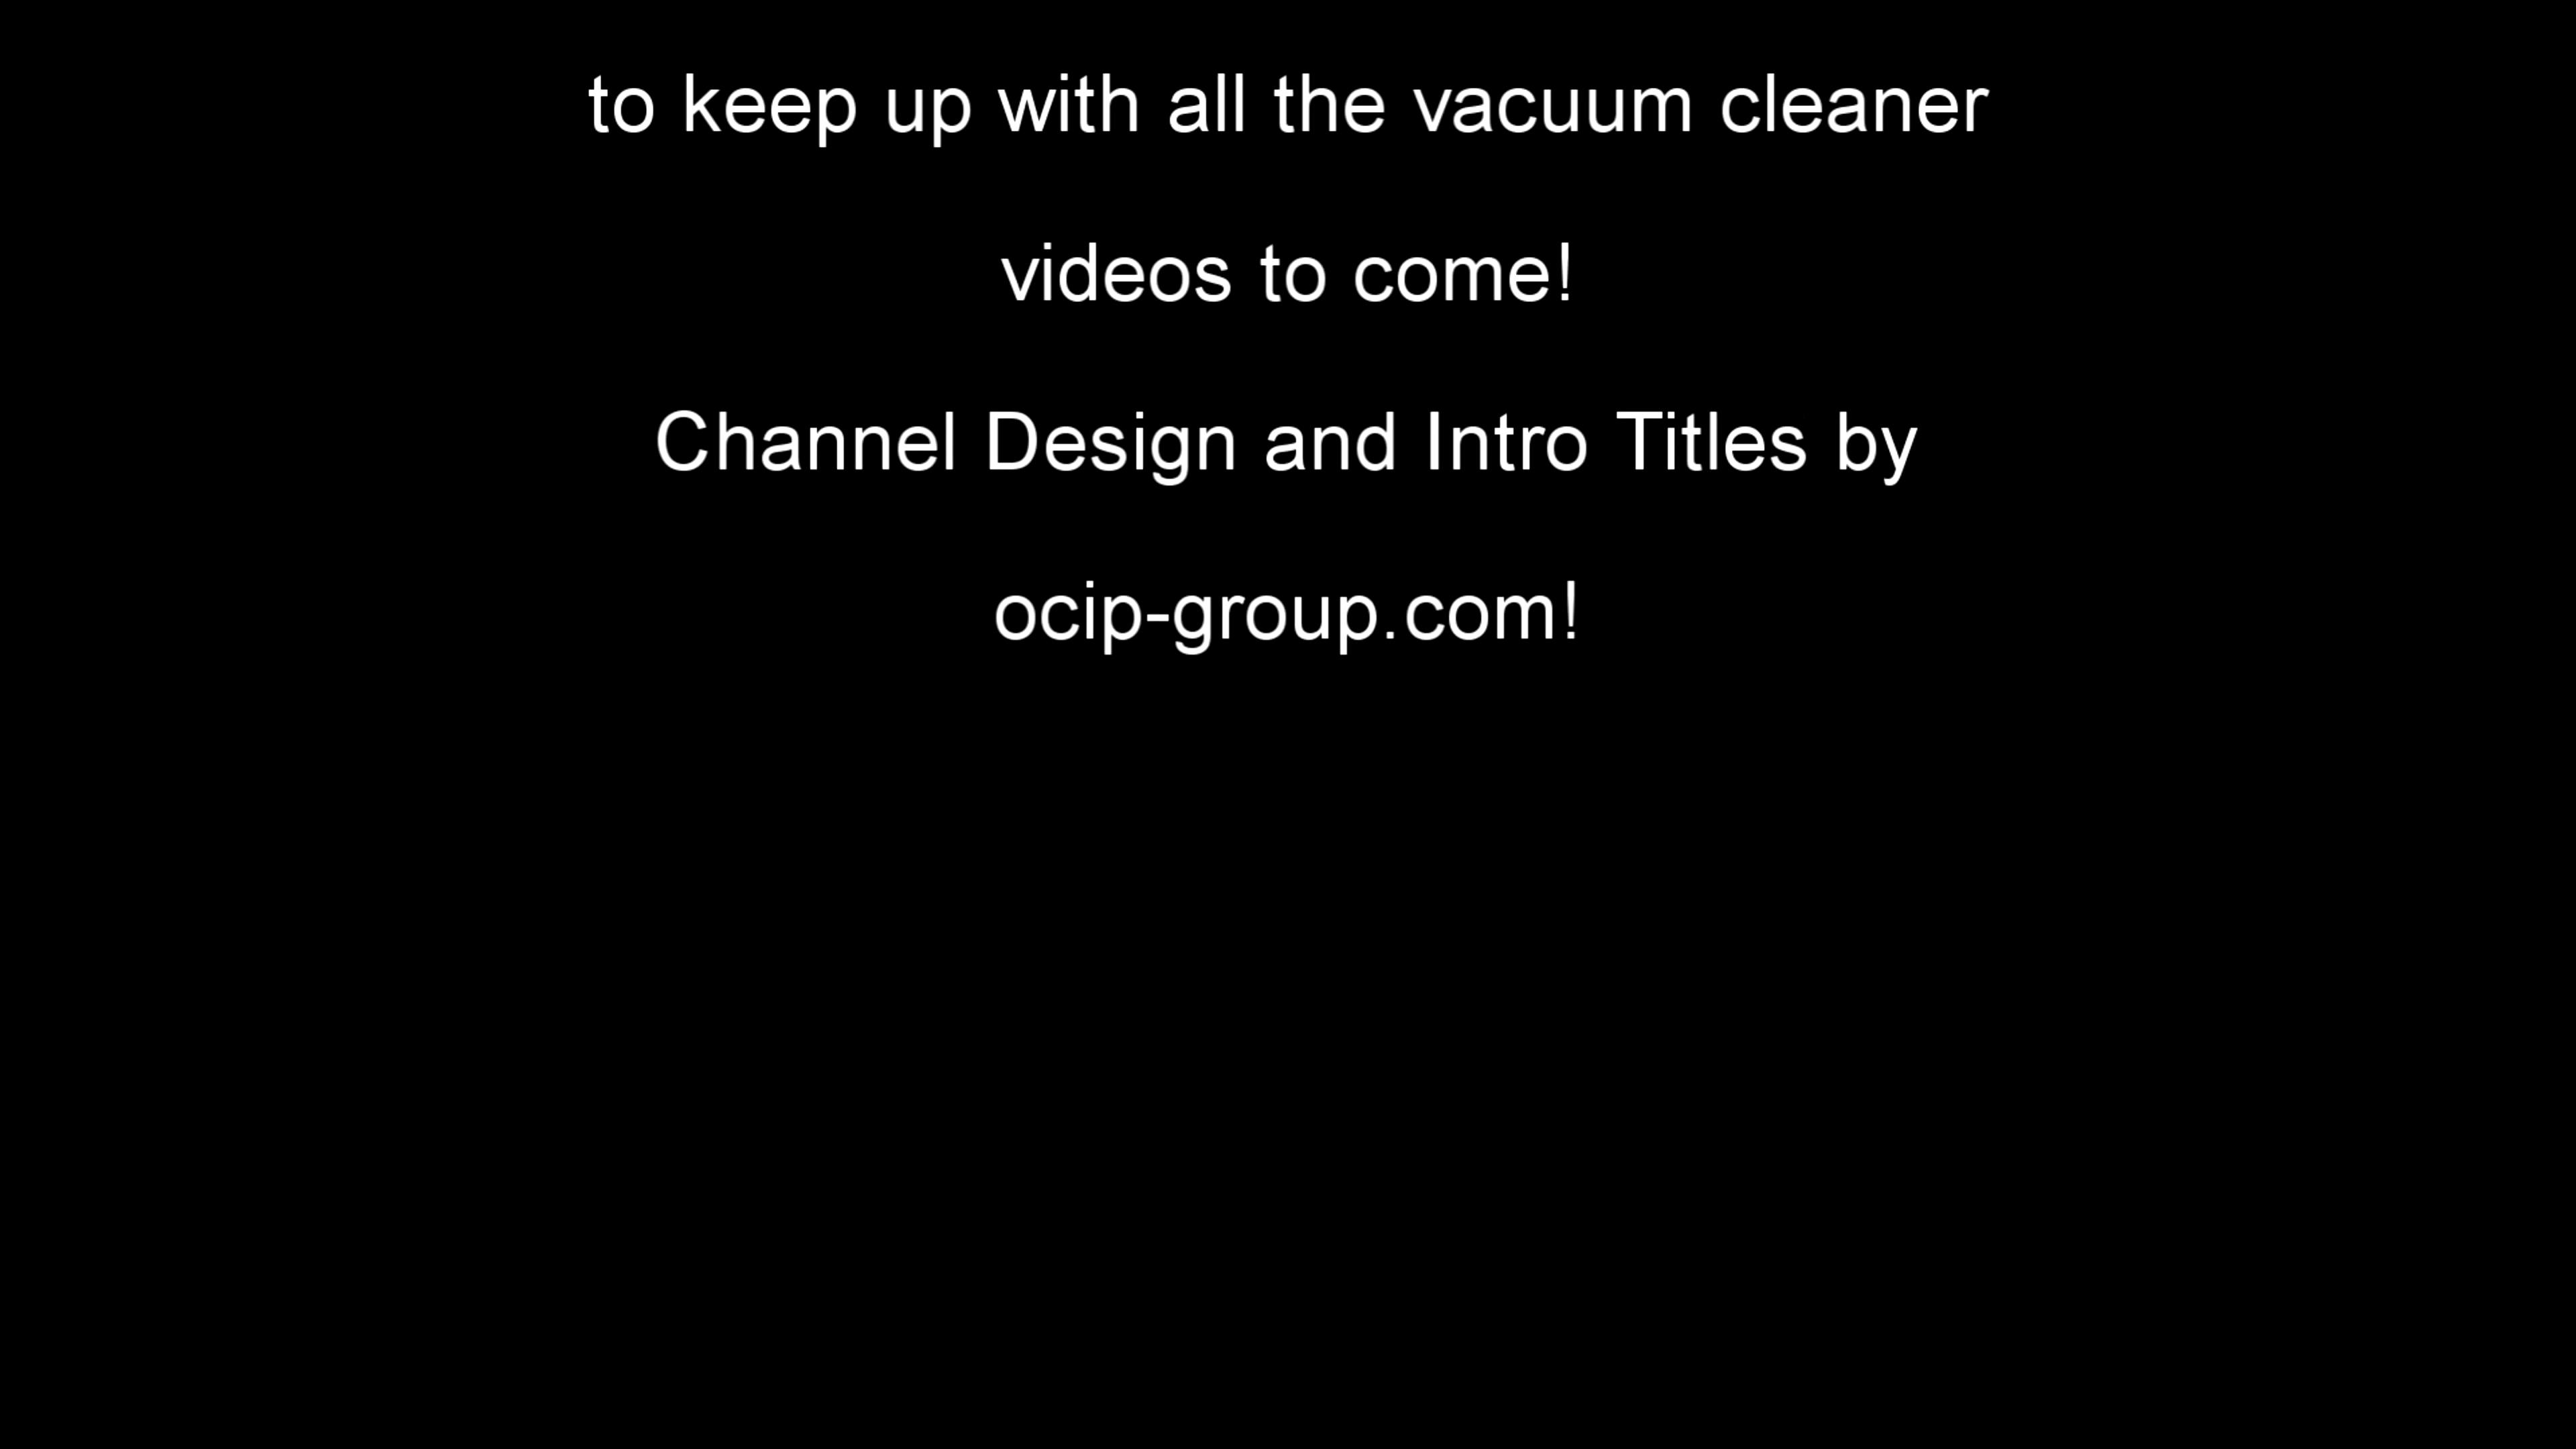 to keep up with all the vacuum cleaner
videos to come!
Channel Design and Intro Titles by
ocip-group.com!